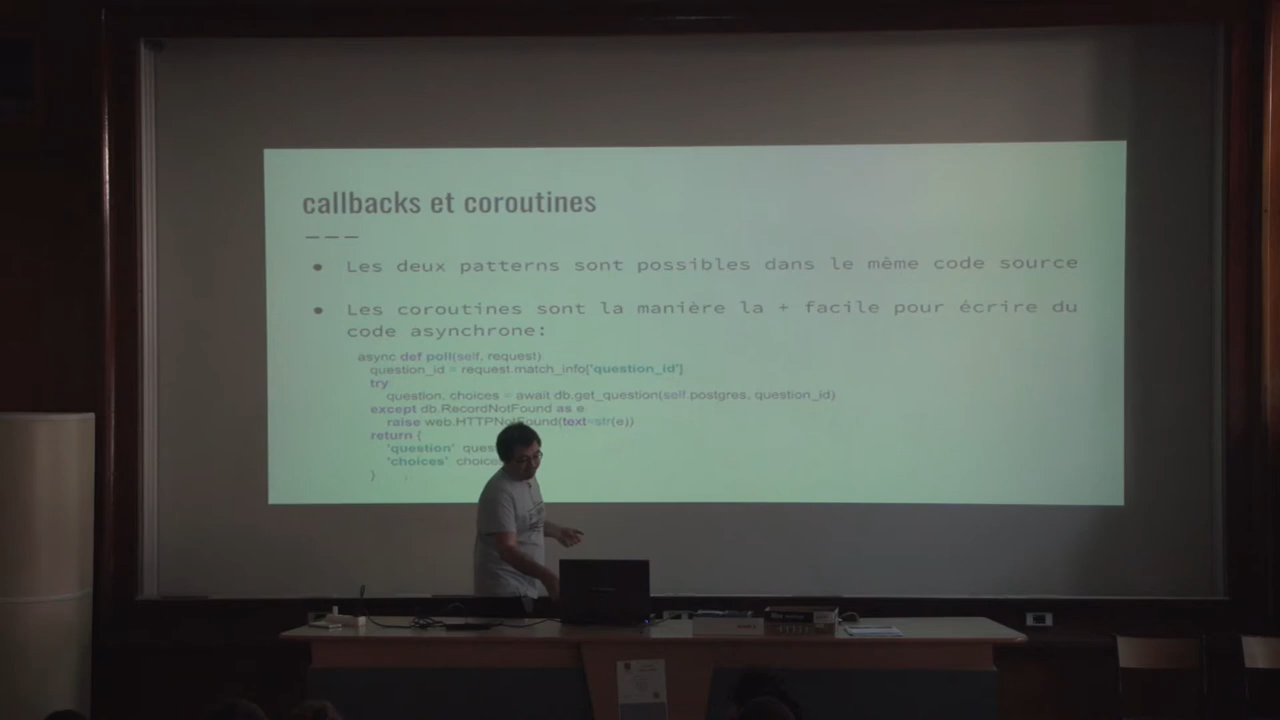 callbacks et coroutines
● Les deux patterns sont possibles dans le même code source
● Les coroutines sont la manière la + facile pour écrire du
code asynchrone:
async def poll(self, request)
question_id = request.match_info['question_id']
try
question, choices = await db.get_question(self.postgres, question_id)
except db.RecordNotFound as e
raise web.HTTPNotFound(text=str(e))
return {
'question'
'choices'
}